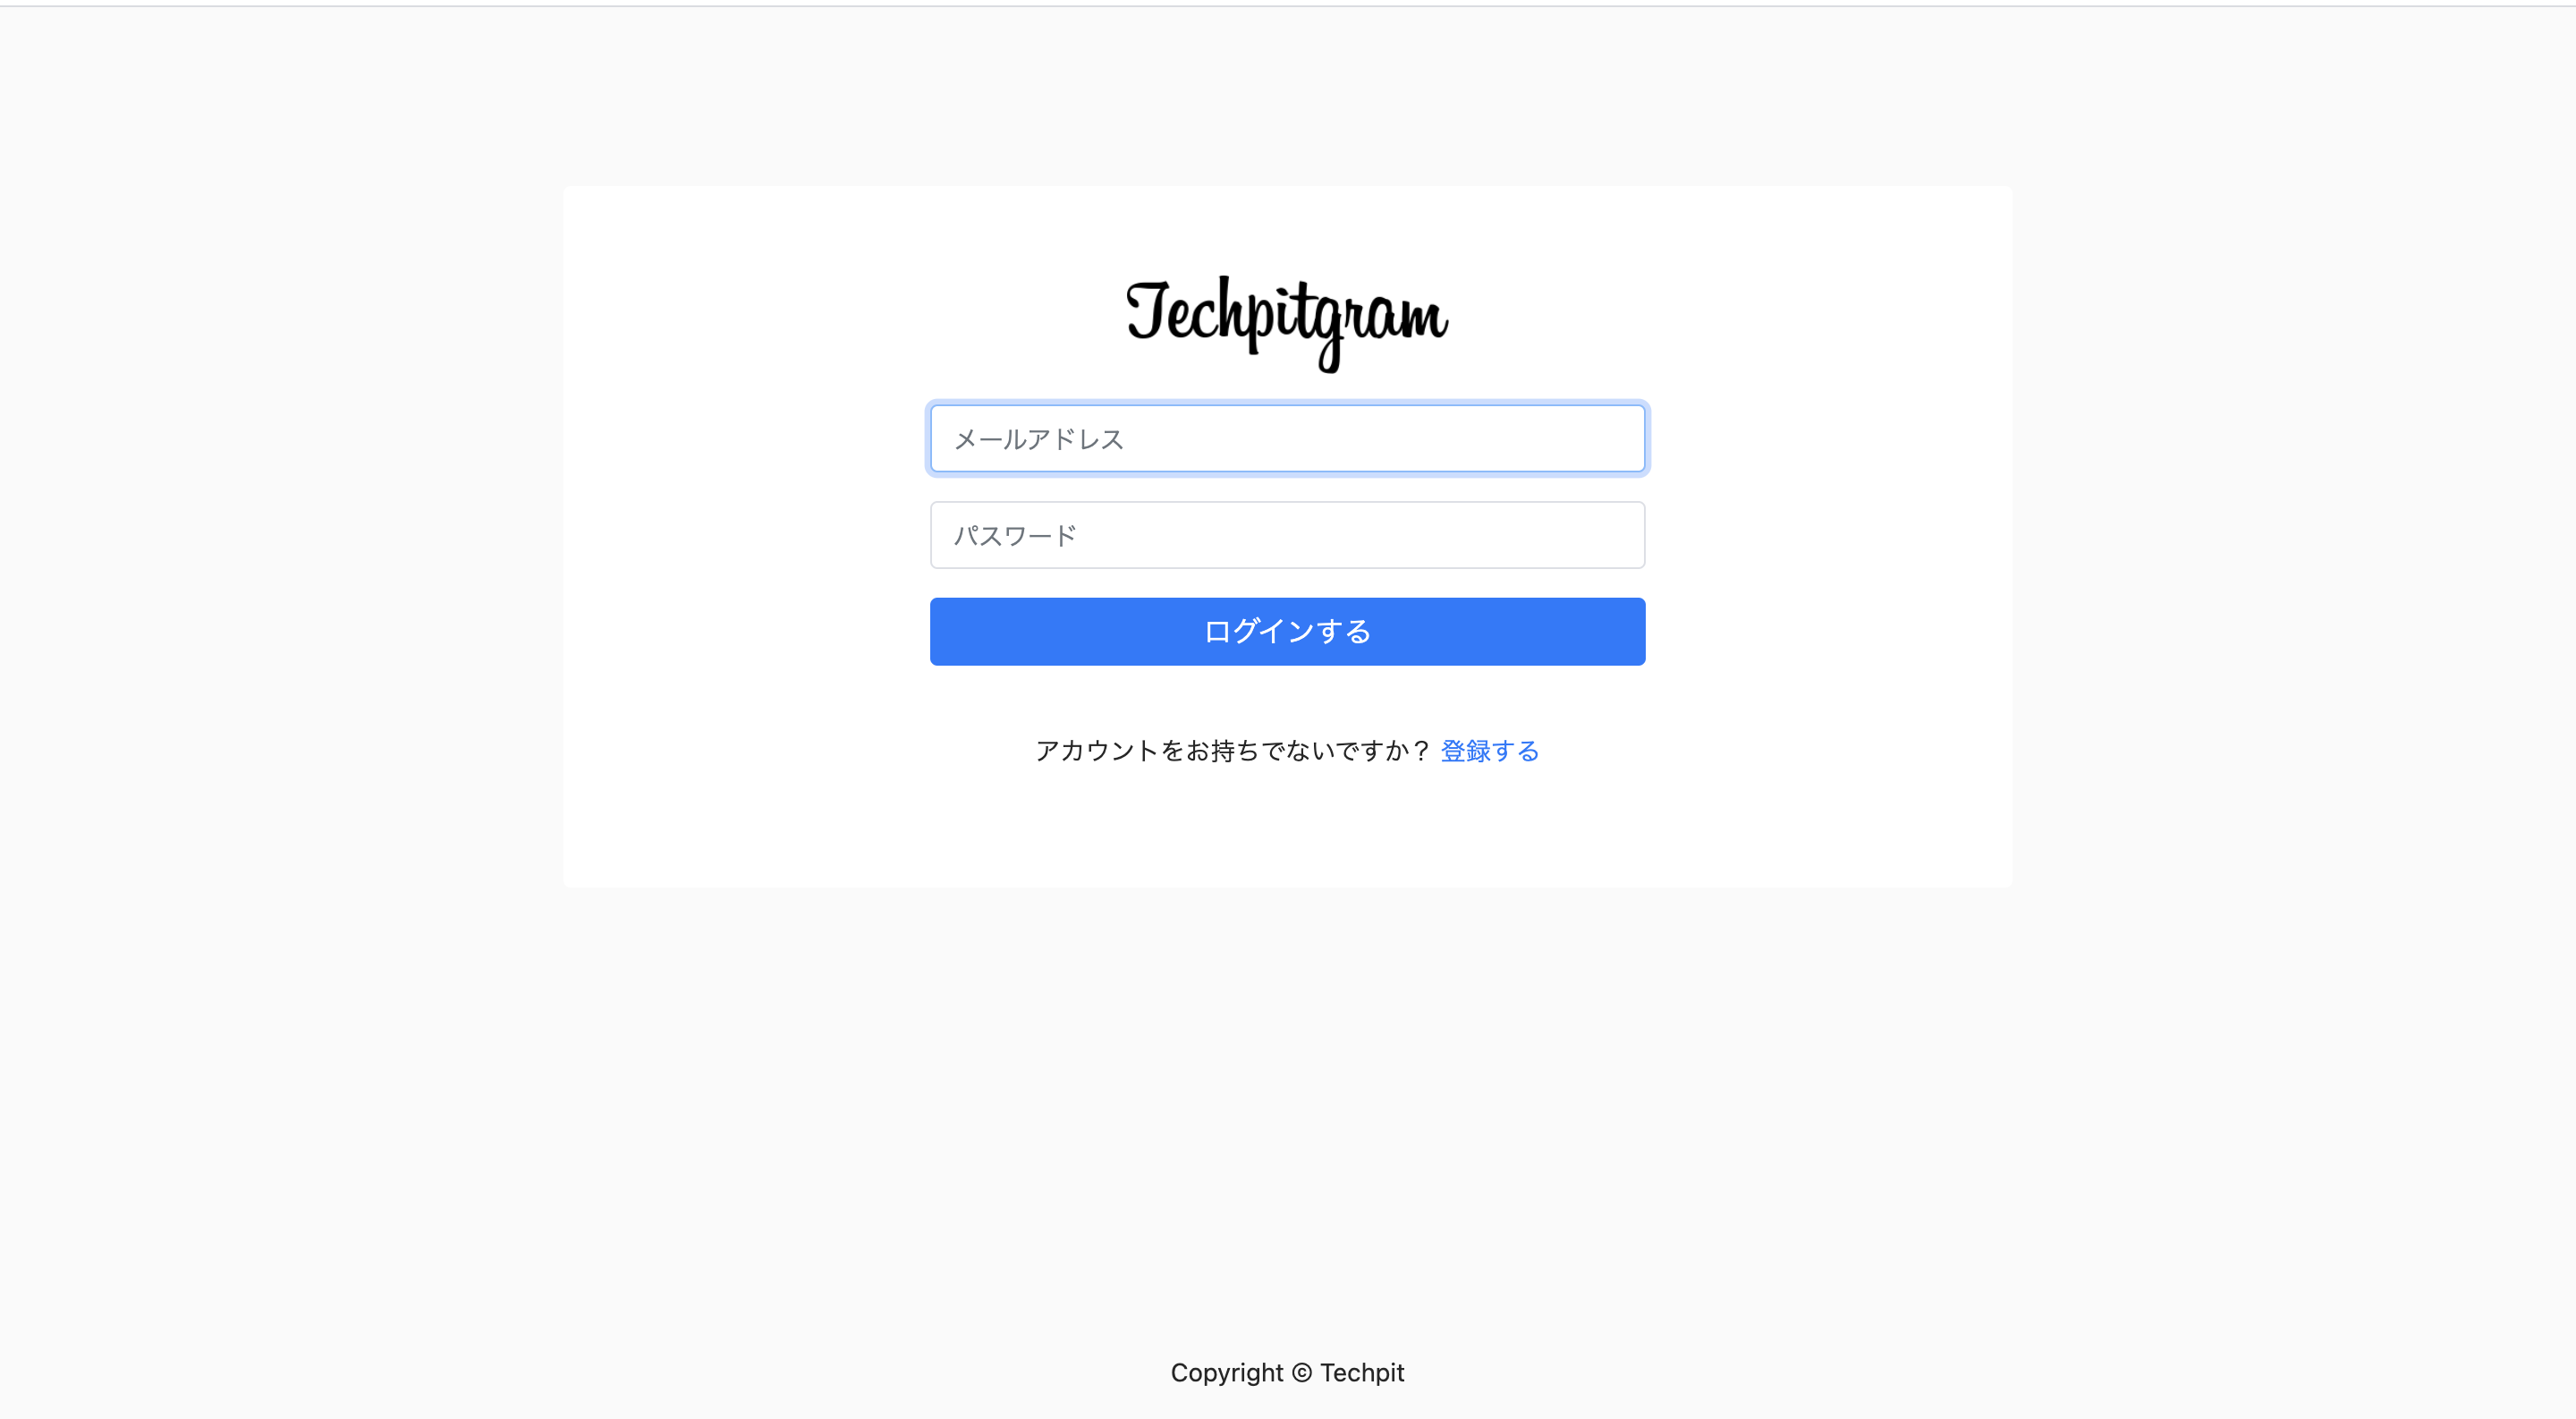 Techpitgram
メールアドレス
パスワード
ログインする
アカウントをお持ちでないですか？ 登録する
Copyright © Techpit